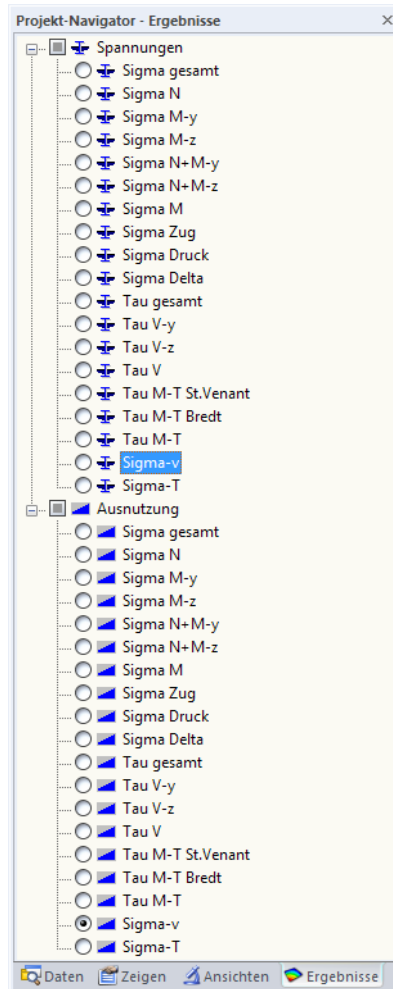 Projekt-Navigator - Ergebnisse
Spannungen
Sigma gesamt
Sigma N
Sigma M-y
Sigma M-z
Sigma N+M-y
Sigma N+M-z
Sigma M
Sigma Zug
Sigma Druck
Sigma Delta
Tau gesamt
Tau V-y
Tau V-z
Tau V
Tau M-T St.Venant
Tau M-T Bredt
Tau M-T
Sigma-v
Sigma-T
Ausnutzung
Sigma gesamt
Sigma N
Sigma M-y
Sigma M-z
Sigma N+M-y
Sigma N+M-z
Sigma M
Sigma Zug
Sigma Druck
Sigma Delta
Tau gesamt
Tau V-y
Tau V-z
Tau V
Tau M-T St.Venant
Tau M-T Bredt
Tau M-T
Sigma-v
Sigma-T
Daten Zeigen Ansichten Ergebnisse